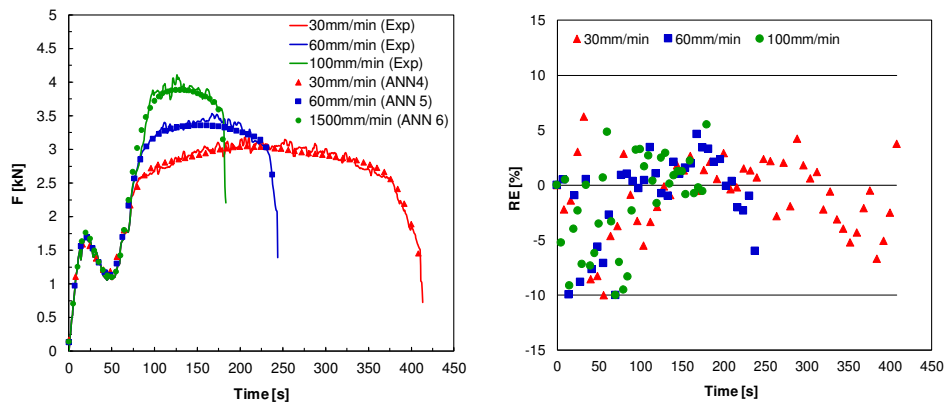 5
4.5
4
3.5
3
2.5
2
1.5
1
0.5
0
F [kN]
30mm/min (Exp)
60mm/min (Exp)
100mm/min (Exp)
30mm/min (ANN4)
60mm/min (ANN 5)
1500mm/min (ANN 6)
0 50 100 150 200 250 300 350 400 450
Time [s]
15
10
5
0
-5
-10
-15
RE [%]
30mm/min 60mm/min 100mm/min
0 50 100 150 200 250 300 350 400 450
Time [s]